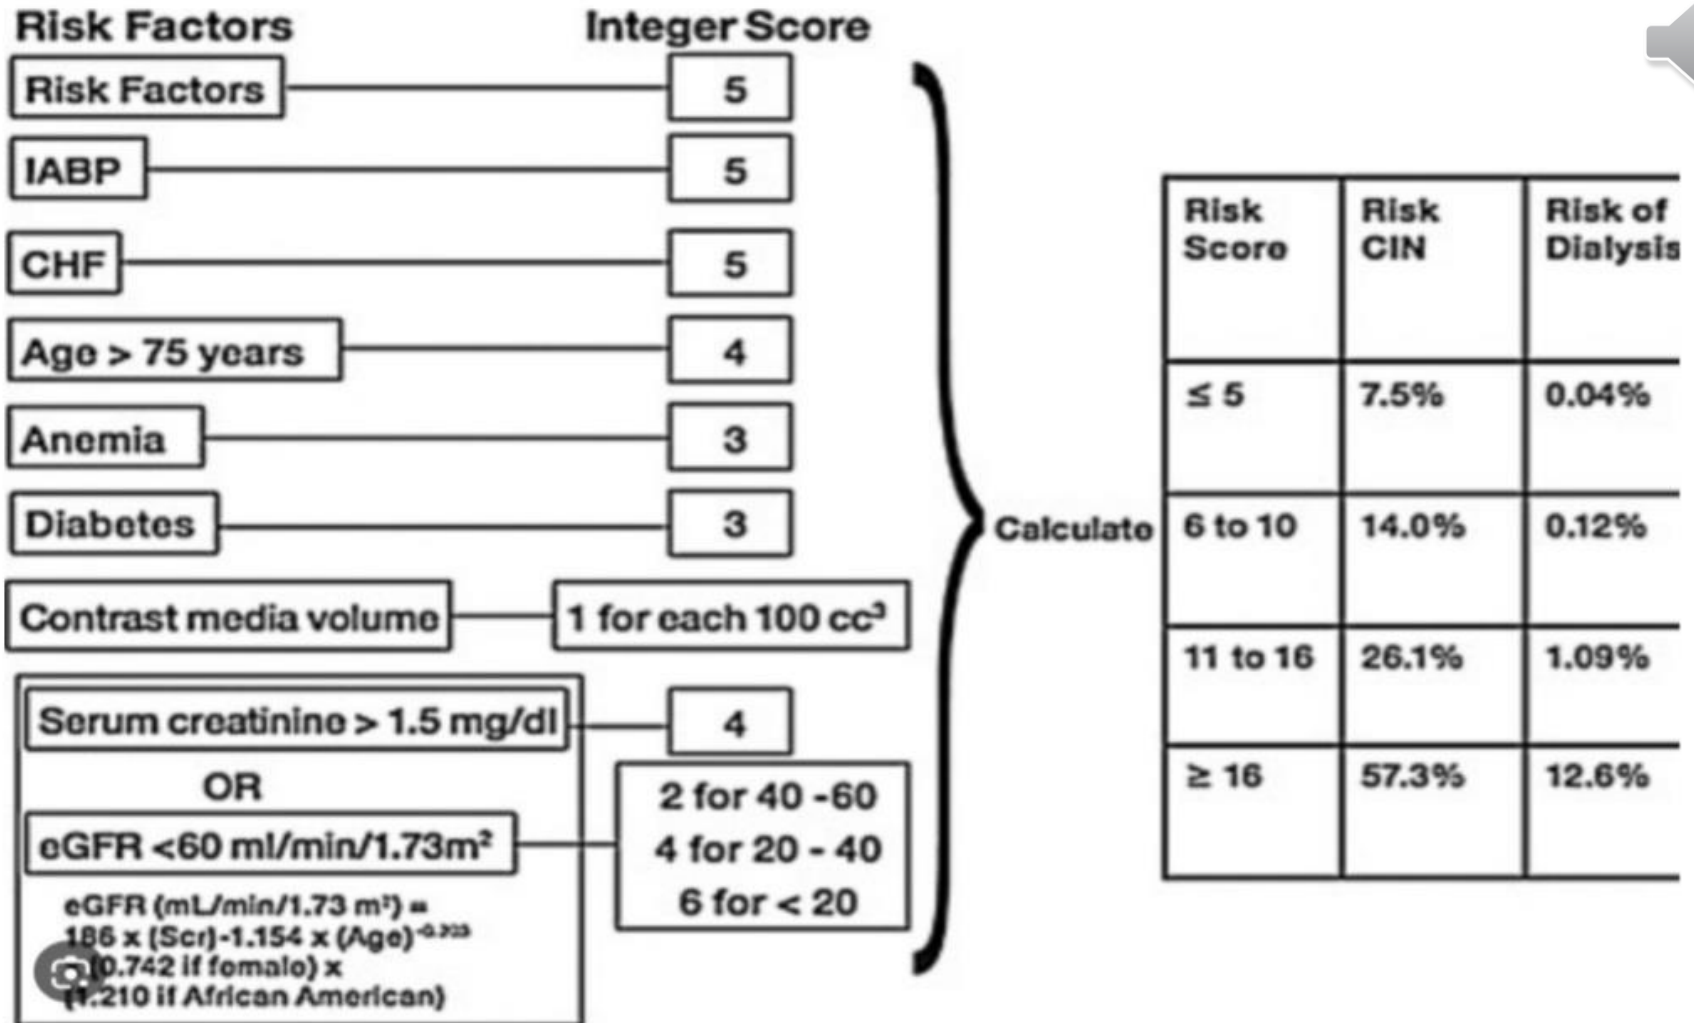 Risk Factors
Integer Score
Risk Factors
5
IABP
5
CHF
5
Age > 75 years
4
Anemia
3
Diabetes
3
Contrast media volume
1 for each 100 cc³
Serum creatinine > 1.5 mg/dl
4
OR
eGFR <60 ml/min/1.73m²
2 for 40 -60
4 for 20 - 40
6 for < 20
eGFR (mL/min/1.73 m²) =
186 x (Scr)-1.154 x (Age)
(0.742 if female) x
(1.210 if African American)
Calculate
Risk Score
Risk CIN
Risk of Dialysis
≤ 5
7.5%
0.04%
6 to 10
14.0%
0.12%
11 to 16
26.1%
1.09%
≥ 16
57.3%
12.6%